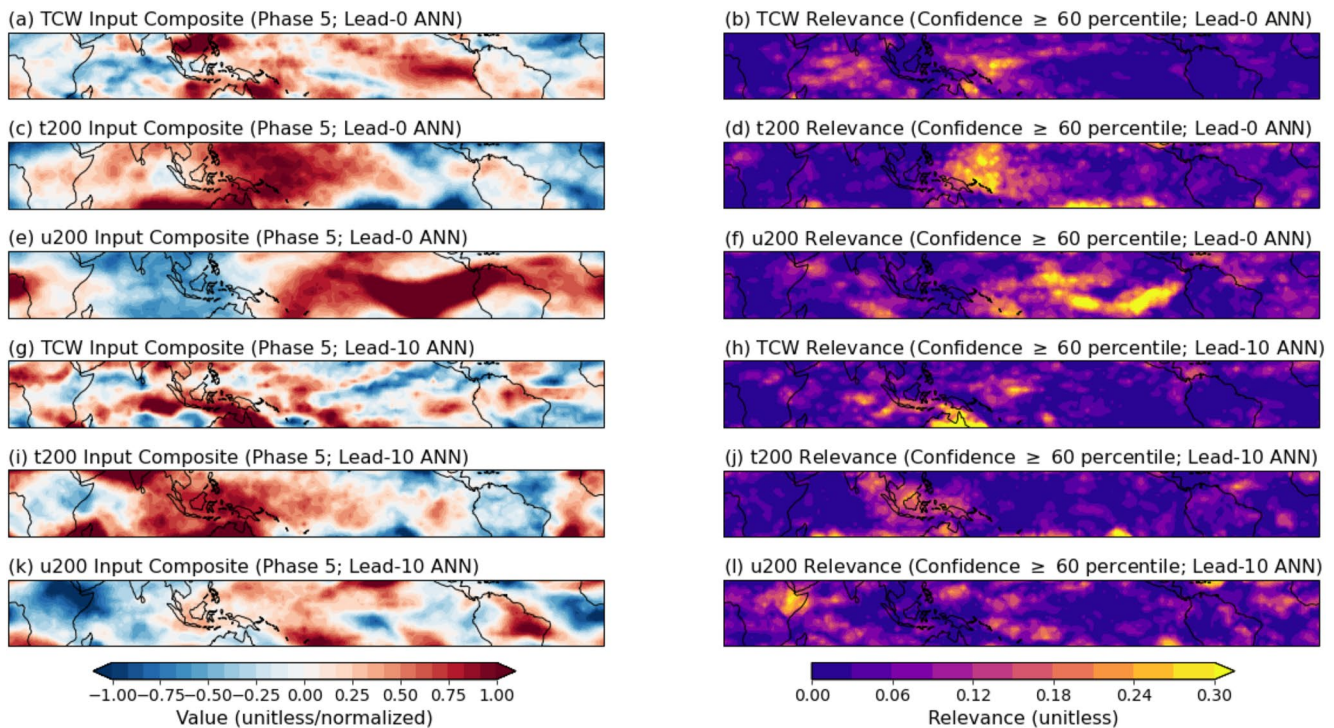 (a) TCW Input Composite (Phase 5; Lead-0 ANN)
(b) TCW Relevance (Confidence ≥ 60 percentile; Lead-0 ANN)
(c) t200 Input Composite (Phase 5; Lead-0 ANN)
(d) t200 Relevance (Confidence ≥ 60 percentile; Lead-0 ANN)
(e) u200 Input Composite (Phase 5; Lead-0 ANN)
(f) u200 Relevance (Confidence ≥ 60 percentile; Lead-0 ANN)
(g) TCW Input Composite (Phase 5; Lead-10 ANN)
(h) TCW Relevance (Confidence ≥ 60 percentile; Lead-10 ANN)
(i) t200 Input Composite (Phase 5; Lead-10 ANN)
(j) t200 Relevance (Confidence ≥ 60 percentile; Lead-10 ANN)
(k) u200 Input Composite (Phase 5; Lead-10 ANN)
(l) u200 Relevance (Confidence ≥ 60 percentile; Lead-10 ANN)
−1.00 −0.75 −0.50 −0.25 0.00 0.25 0.50 0.75 1.00
Value (unitless/normalized)
0.00 0.06 0.12 0.18 0.24 0.30
Relevance (unitless)